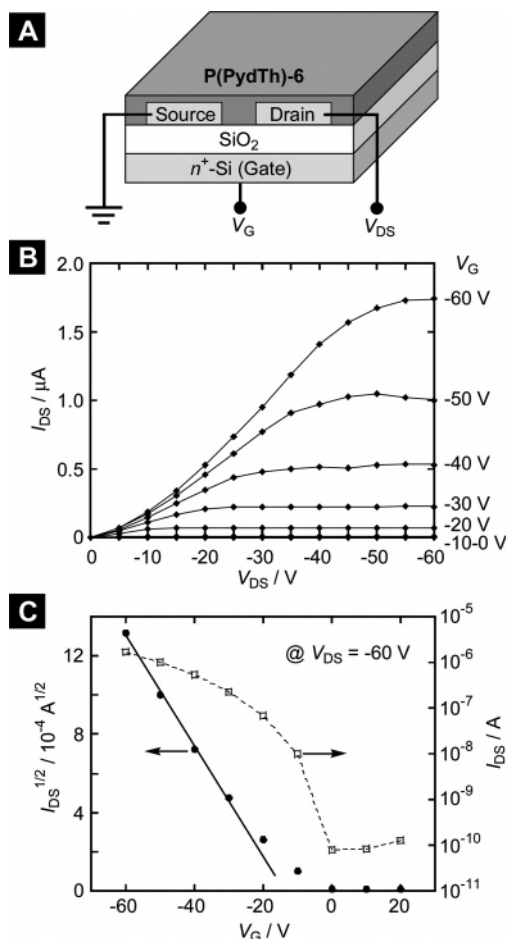 A
P(PydTh)-6
Source Drain
SiO2
n+-Si (Gate)
VG VDS
B
2.0 VG
-60 V
1.5
IDS / μA
1.0 -50 V
0.5 -40 V
-30 V
-20 V
0 -10-0 V
0 -10 -20 -30 -40 -50 -60
VDS / V
C
@ VDS = -60 V
12
8
4
0
IDS1/2 / 10-4 A1/2
10-5
10-6
10-7
10-8
10-9
10-10
10-11
IDS / A
-60 -40 -20 0 20
VG / V